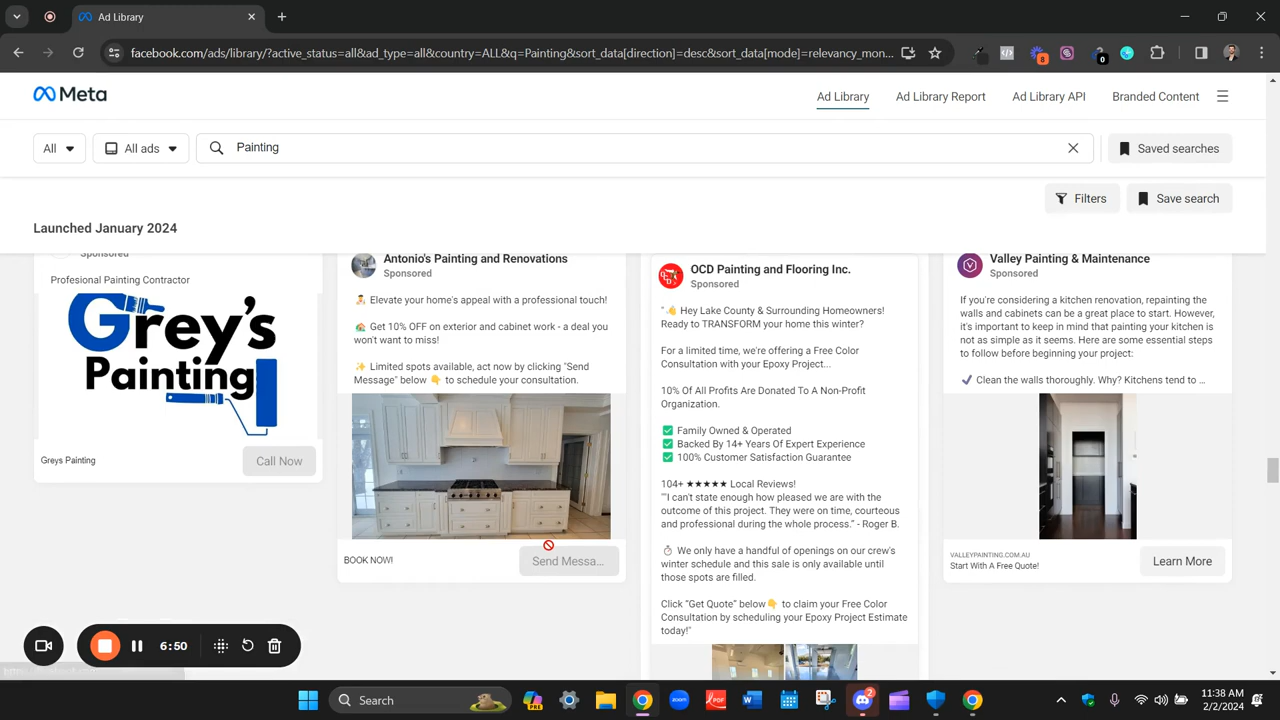 Ad Library
facebook.com/ads/library/?active_status=all&ad_type=all&country=ALL&q=Painting&sort_data[direction]=desc&sort_data[mode]=relevancy_mon...
8
0
Meta
Ad Library
Ad Library Report
Ad Library API
Branded Content
All
All ads
Painting
Saved searches
Filters
Save search
Launched January 2024
Sponsored
Profesional Painting Contractor
Grey's
Painting
Greys Painting
Call Now
Antonio's Painting and Renovations
Sponsored
Elevate your home's appeal with a professional touch!
Get 10% OFF on exterior and cabinet work - a deal you
won't want to miss!
✨ Limited spots available, act now by clicking "Send
Message" below 👇 to schedule your consultation.
BOOK NOW!
Send Messa...
OCD Painting and Flooring Inc.
Sponsored
"👋 Hey Lake County & Surrounding Homeowners!
Ready to TRANSFORM your home this winter?
For a limited time, we're offering a Free Color
Consultation with your Epoxy Project...
10% Of All Profits Are Donated To A Non-Profit
Organization.
✅ Family Owned & Operated
✅ Backed By 14+ Years Of Expert Experience
✅ 100% Customer Satisfaction Guarantee
104+ ★★★★★ Local Reviews!
""I can't state enough how pleased we are with the
outcome of this project. They were on time, courteous
and professional during the whole process.” - Roger B.
⏱ We only have a handful of openings on our crew's
winter schedule and this sale is only available until
those spots are filled.
Click “Get Quote” below👇 to claim your Free Color
Consultation by scheduling your Epoxy Project Estimate
today!"
Valley Painting & Maintenance
Sponsored
If you're considering a kitchen renovation, repainting the
walls and cabinets can be a great place to start. However,
it's important to keep in mind that painting your kitchen is
not as simple as it seems. Here are some essential steps
to follow before beginning your project:
✔ Clean the walls thoroughly. Why? Kitchens tend to ...
VALLEYPAINTING.COM.AU
Start With A Free Quote!
Learn More
6:50
Search
PRE
2
11:38 AM
2/2/2024